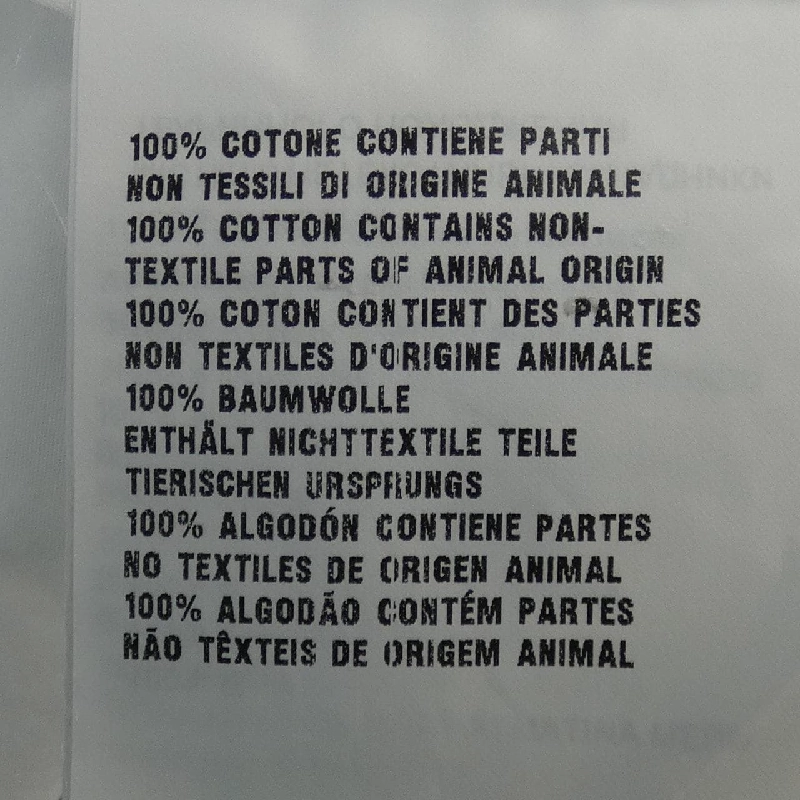 100% COTONE CONTIENE PARTI
NON TESSILI DI ORIGINE ANIMALE
100% COTTON CONTAINS NON-
TEXTILE PARTS OF ANIMAL ORIGIN
100% COTON CONTIENT DES PARTIES
NON TEXTILES D'ORIGINE ANIMALE
100% BAUMWOLLE
ENTHÄLT NICHTTEXTILE TEILE
TIERISCHEN URSPRUNGS
100% ALGODÓN CONTIENE PARTES
NO TEXTILES DE ORIGEN ANIMAL
100% ALGODÃO CONTÉM PARTES
NÃO TÊXTEIS DE ORIGEM ANIMAL